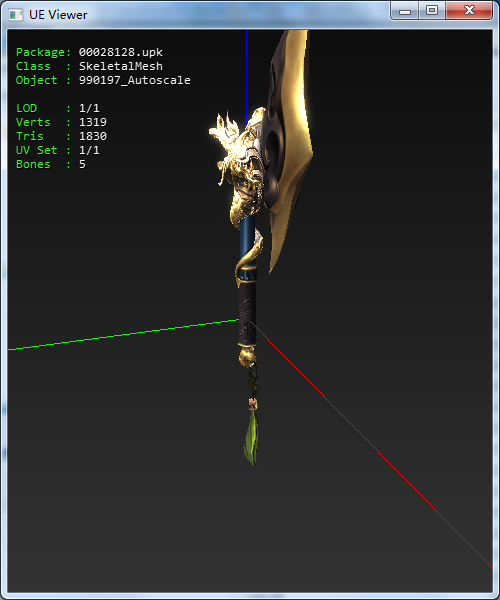 UE Viewer
Package: 00028128.upk
Class  : SkeletalMesh
Object : 990197_Autoscale
LOD    : 1/1
Verts  : 1319
Tris   : 1830
UV Set : 1/1
Bones  : 5